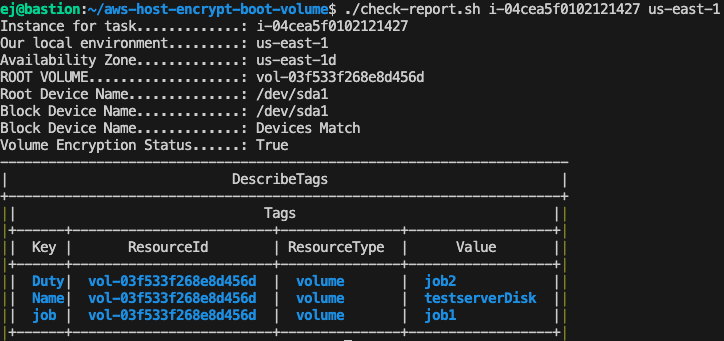 ej@bastion:~/aws-host-encrypt-boot-volume$ ./check-report.sh i-04cea5f0102121427 us-east-1
Instance for task.............: i-04cea5f0102121427
Our local environment.........: us-east-1
Availability Zone.............: us-east-1d
ROOT VOLUME...................: vol-03f533f268e8d456d
Root Device Name..............: /dev/sda1
Block Device Name.............: /dev/sda1
Block Device Name.............: Devices Match
Volume Encryption Status......: True
DescribeTags
Tags
Key | ResourceId | ResourceType | Value
Duty | vol-03f533f268e8d456d | volume | job2
Name | vol-03f533f268e8d456d | volume | testserverDisk
job | vol-03f533f268e8d456d | volume | job1